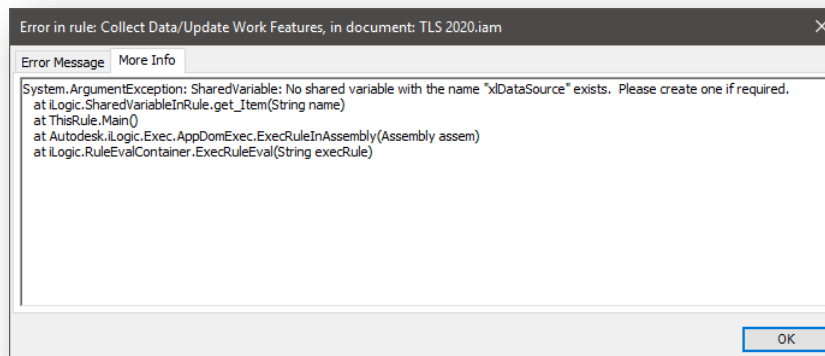 Error in rule: Collect Data/Update Work Features, in document: TLS 2020.iam
Error Message
More Info
System.ArgumentException: SharedVariable: No shared variable with the name "xlDataSource" exists.  Please create one if required.
   at iLogic.SharedVariableInRule.get_Item(String name)
   at ThisRule.Main()
   at Autodesk.iLogic.Exec.AppDomExec.ExecRuleInAssembly(Assembly assem)
   at iLogic.RuleEvalContainer.ExecRuleEval(String execRule)
OK